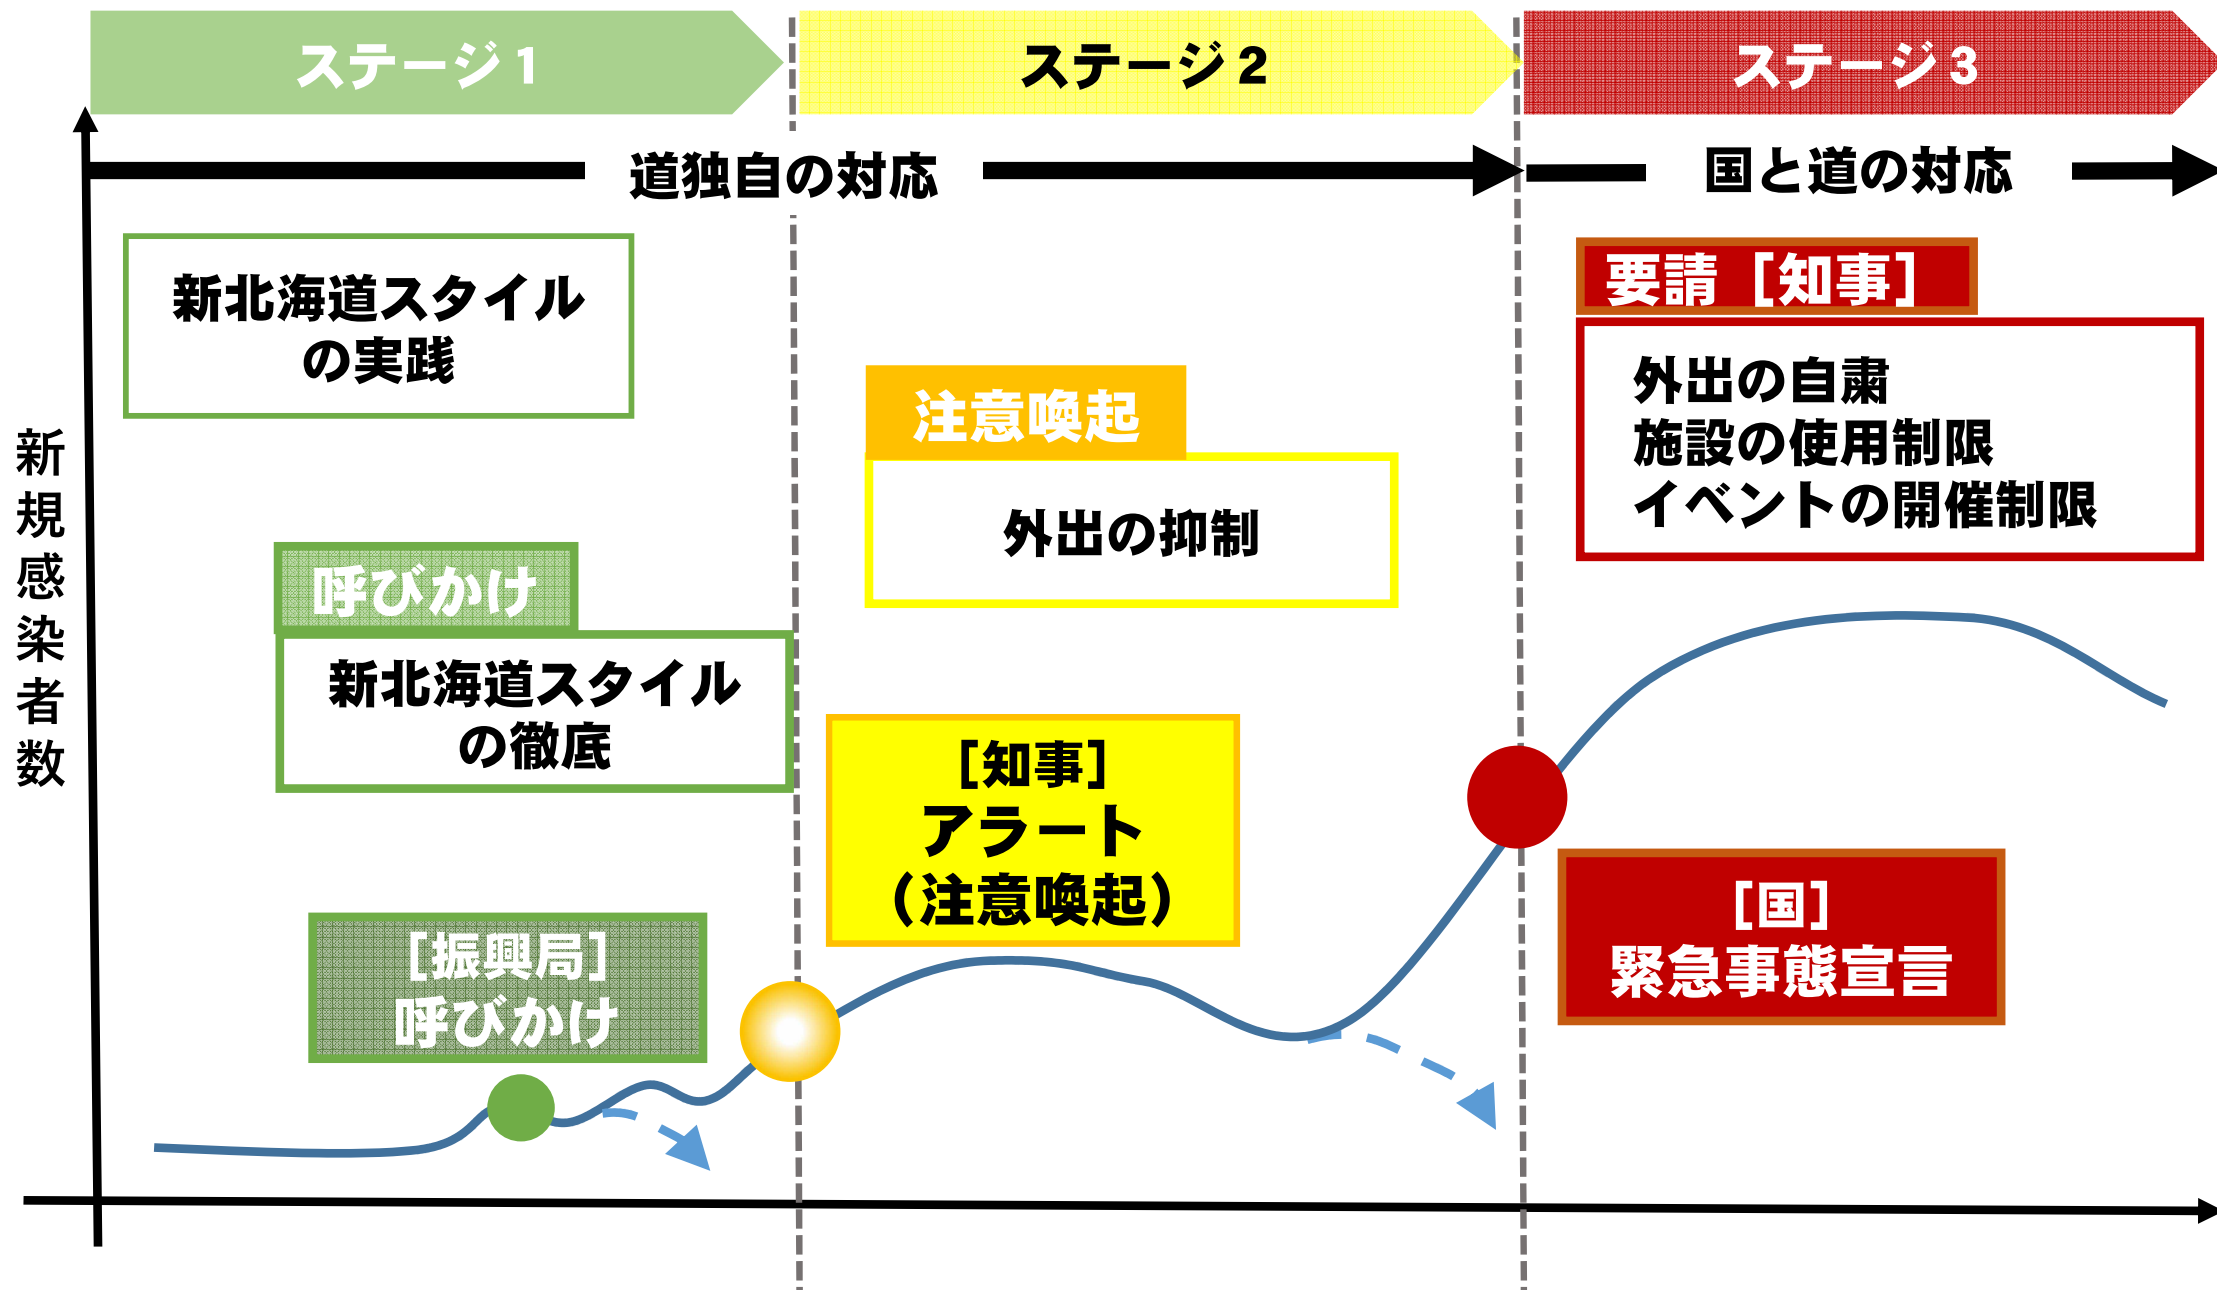 ステージ1
ステージ2
ステージ3
道独自の対応
国と道の対応
新規感染者数
新北海道スタイル
の実践
呼びかけ
新北海道スタイル
の徹底
[振興局]
呼びかけ
注意喚起
外出の抑制
[知事]
アラート
(注意喚起)
要請 [知事]
外出の自粛
施設の使用制限
イベントの開催制限
[国]
緊急事態宣言